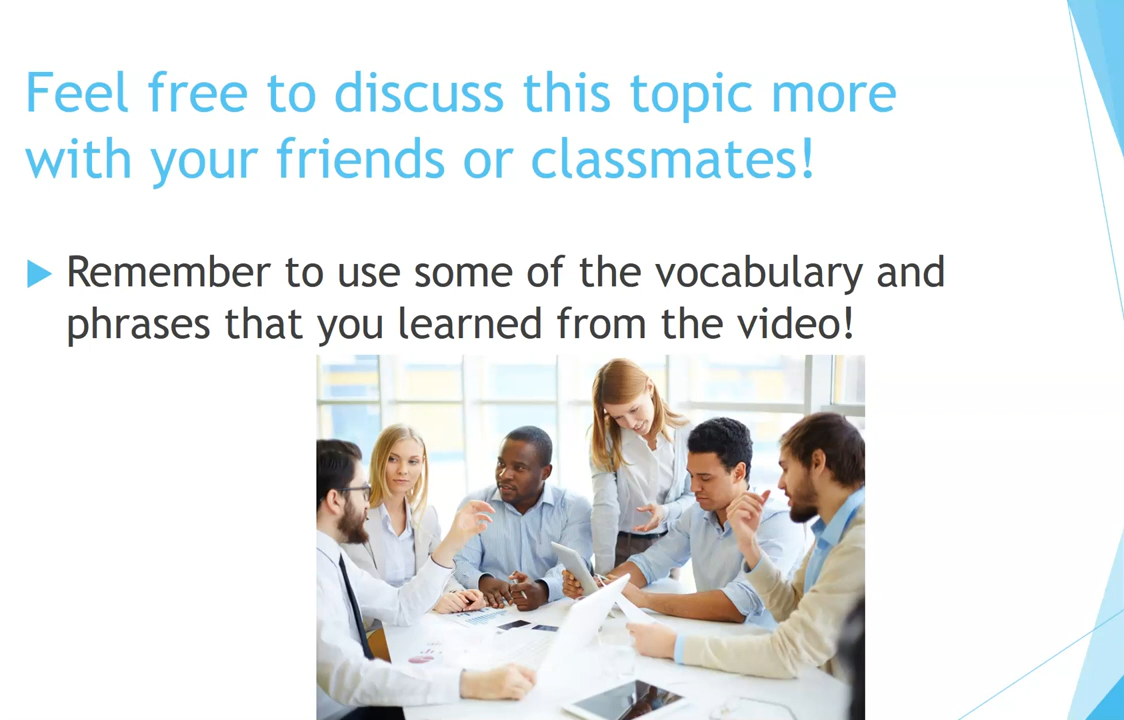 Feel free to discuss this topic more
with your friends or classmates!
Remember to use some of the vocabulary and
phrases that you learned from the video!